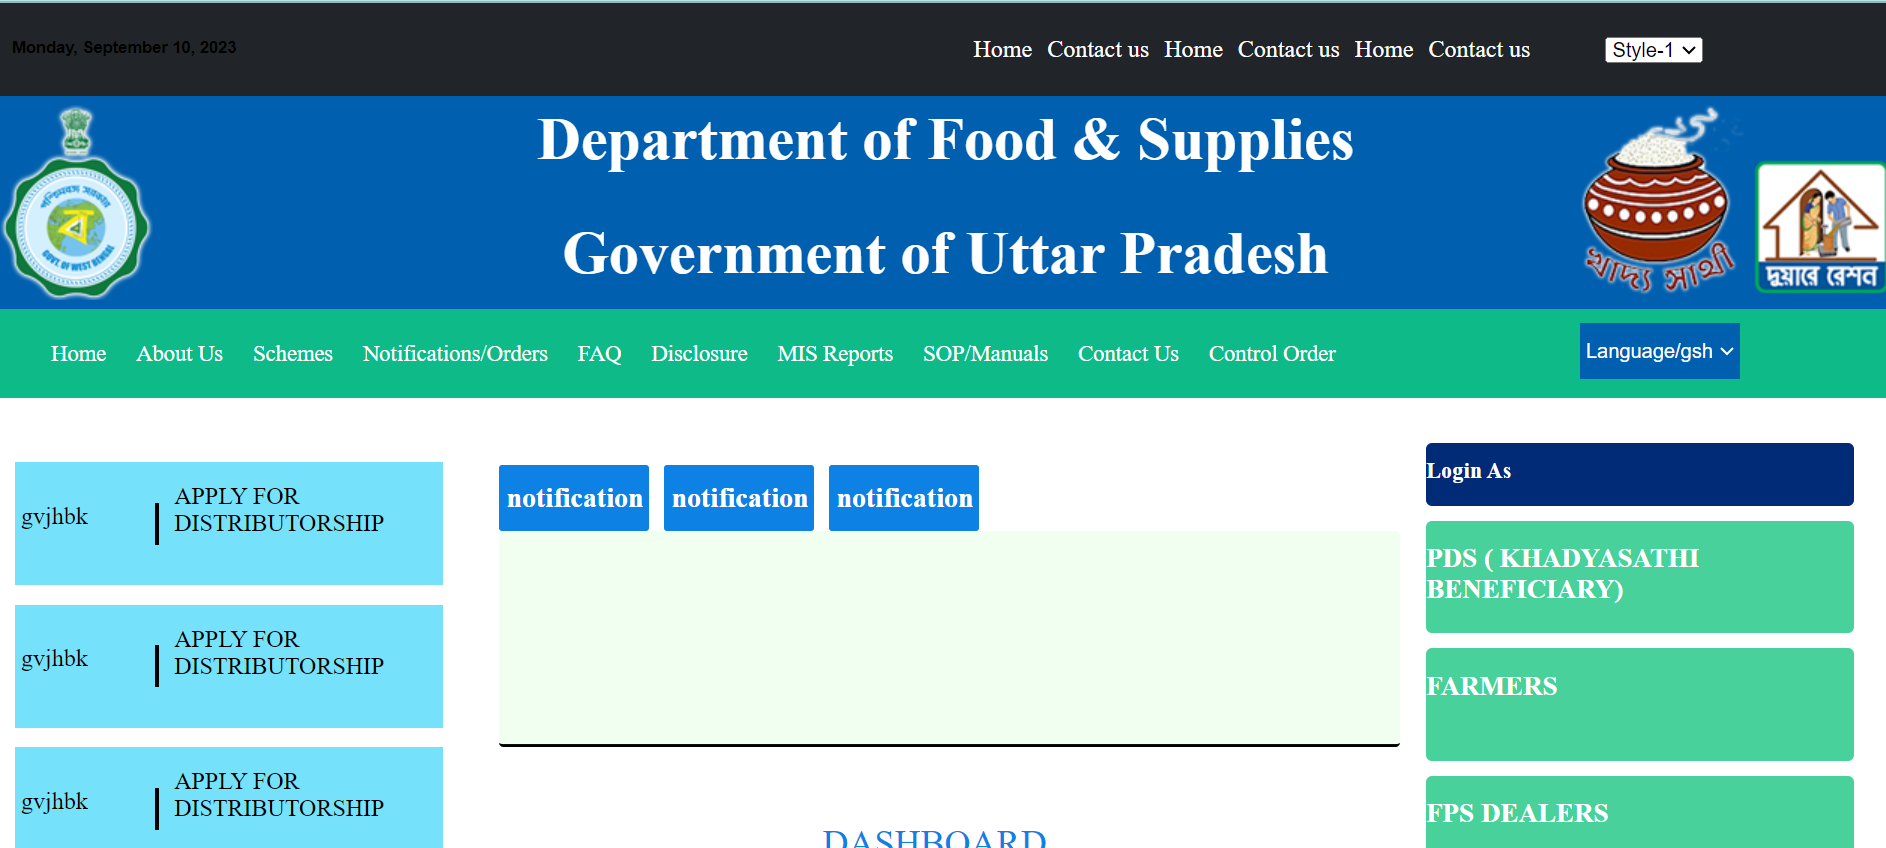 Monday, September 10, 2023
Home Contact us Home Contact us Home Contact us
Style-1
Department of Food & Supplies
Government of Uttar Pradesh
পশ্চিমবঙ্গ সরকার
ব
GOVT. OF WEST BENGAL
খাদ্য সাথী
দুয়ারে রেশন
Home About Us Schemes Notifications/Orders FAQ Disclosure MIS Reports SOP/Manuals Contact Us Control Order
Language/gsh
gvjhbk
APPLY FOR
DISTRIBUTORSHIP
gvjhbk
APPLY FOR
DISTRIBUTORSHIP
gvjhbk
APPLY FOR
DISTRIBUTORSHIP
notification notification notification
DASHBOARD
Login As
PDS ( KHADYASATHI
BENEFICIARY)
FARMERS
FPS DEALERS